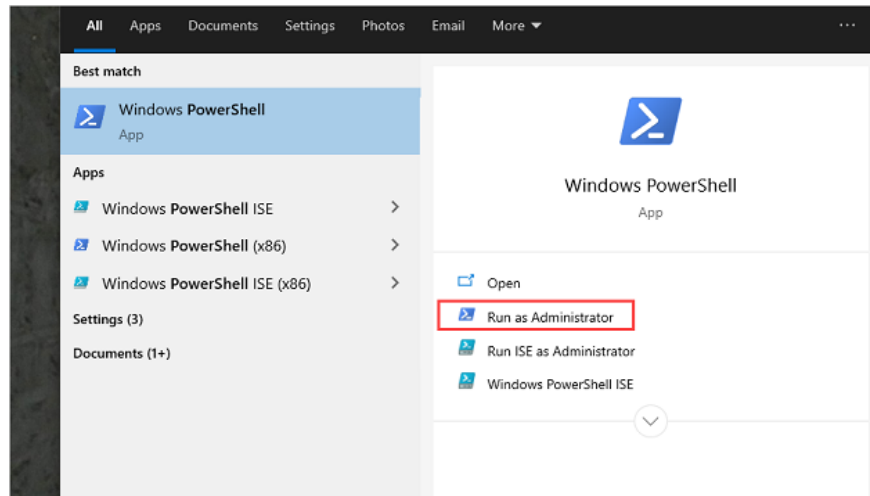 All Apps Documents Settings Photos Email More ...
Best match
Windows PowerShell
App
Apps
Windows PowerShell ISE
Windows PowerShell (x86)
Windows PowerShell ISE (x86)
Settings (3)
Documents (1+)
Windows PowerShell
App
Open
Run as Administrator
Run ISE as Administrator
Windows PowerShell ISE